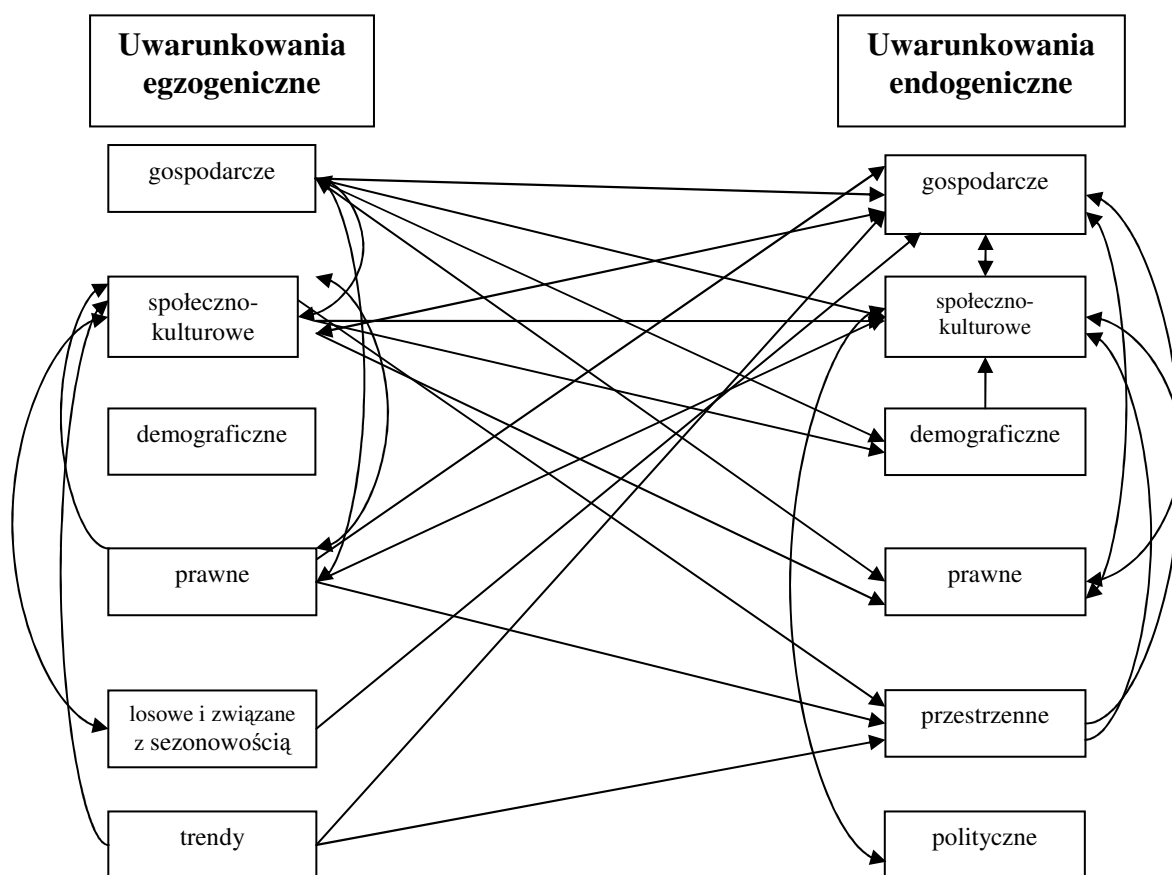 Uwarunkowania
egzogeniczne
gospodarcze
społeczno-
kulturowe
demograficzne
prawne
losowe i związane
z sezonowością
trendy
Uwarunkowania
endogeniczne
gospodarcze
społeczno-
kulturowe
demograficzne
prawne
przestrzenne
polityczne